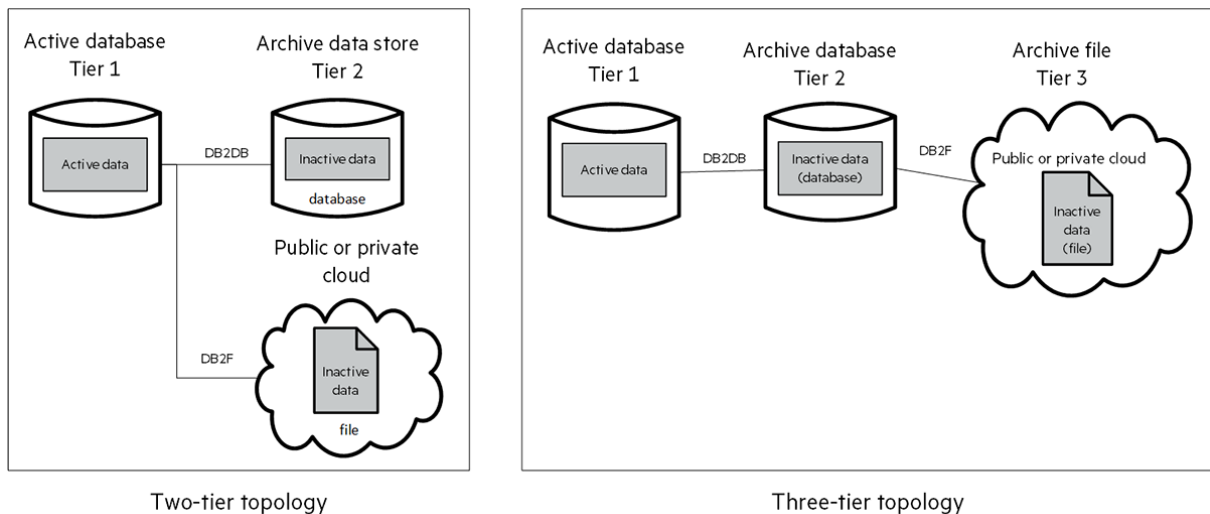 Active database
Tier 1
Archive data store
Tier 2
Active data
DB2DB
Inactive data
database
Public or private
cloud
DB2F
Inactive
data
file
Two-tier topology
Active database
Tier 1
Archive database
Tier 2
Archive file
Tier 3
Active data
DB2DB
Inactive data
(database)
DB2F
Public or private cloud
Inactive
data
(file)
Three-tier topology